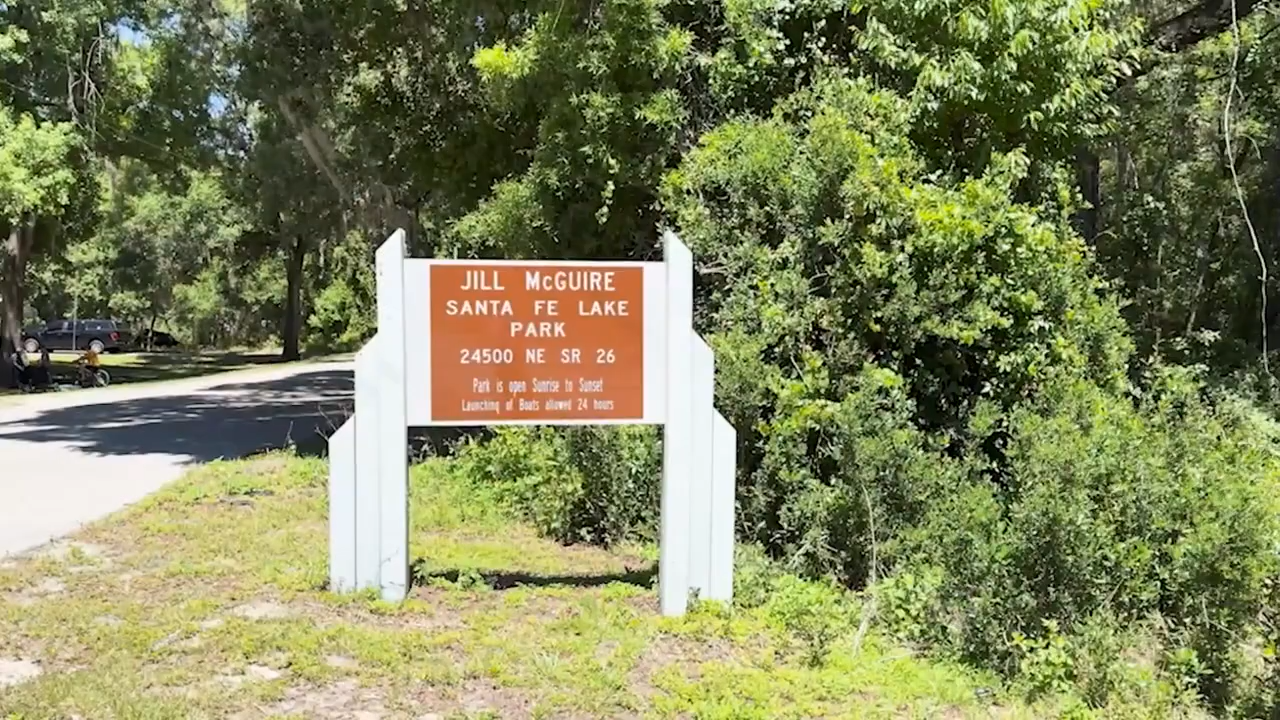 JILL McGUIRE
SANTA FE LAKE
PARK
24500 NE SR 26
Park is open Sunrise to Sunset
Launching of Boats allowed 24 hours